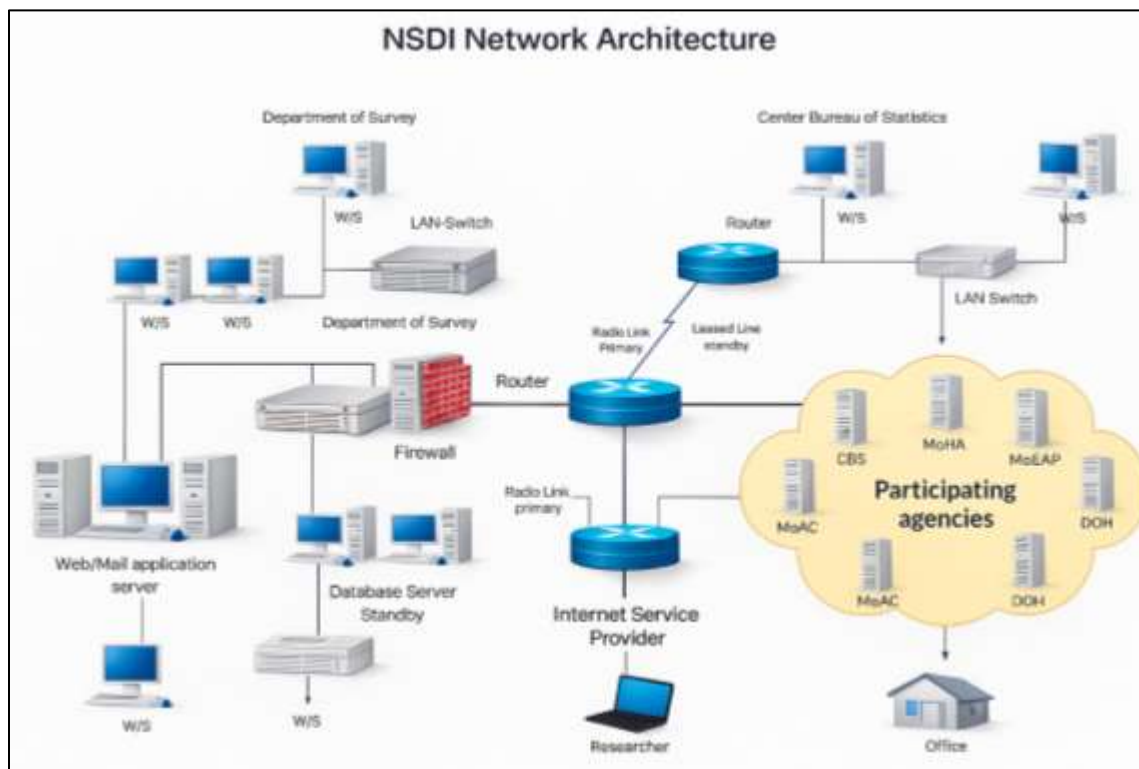 NSDI Network Architecture
Department of Survey
Center Bureau of Statistics
W/S
LAN-Switch
Router
W/S
W/S
W/S
W/S
Department of Survey
LAN Switch
Radio Link
Primary
Leased Line
standby
Router
Firewall
CBS
MoHA
MoEAP
Participating
agencies
MoAC
DOH
Radio Link
primary
Web/Mail application
server
Database Server
Standby
MoAC
DOH
Internet Service
Provider
W/S
W/S
Researcher
Office